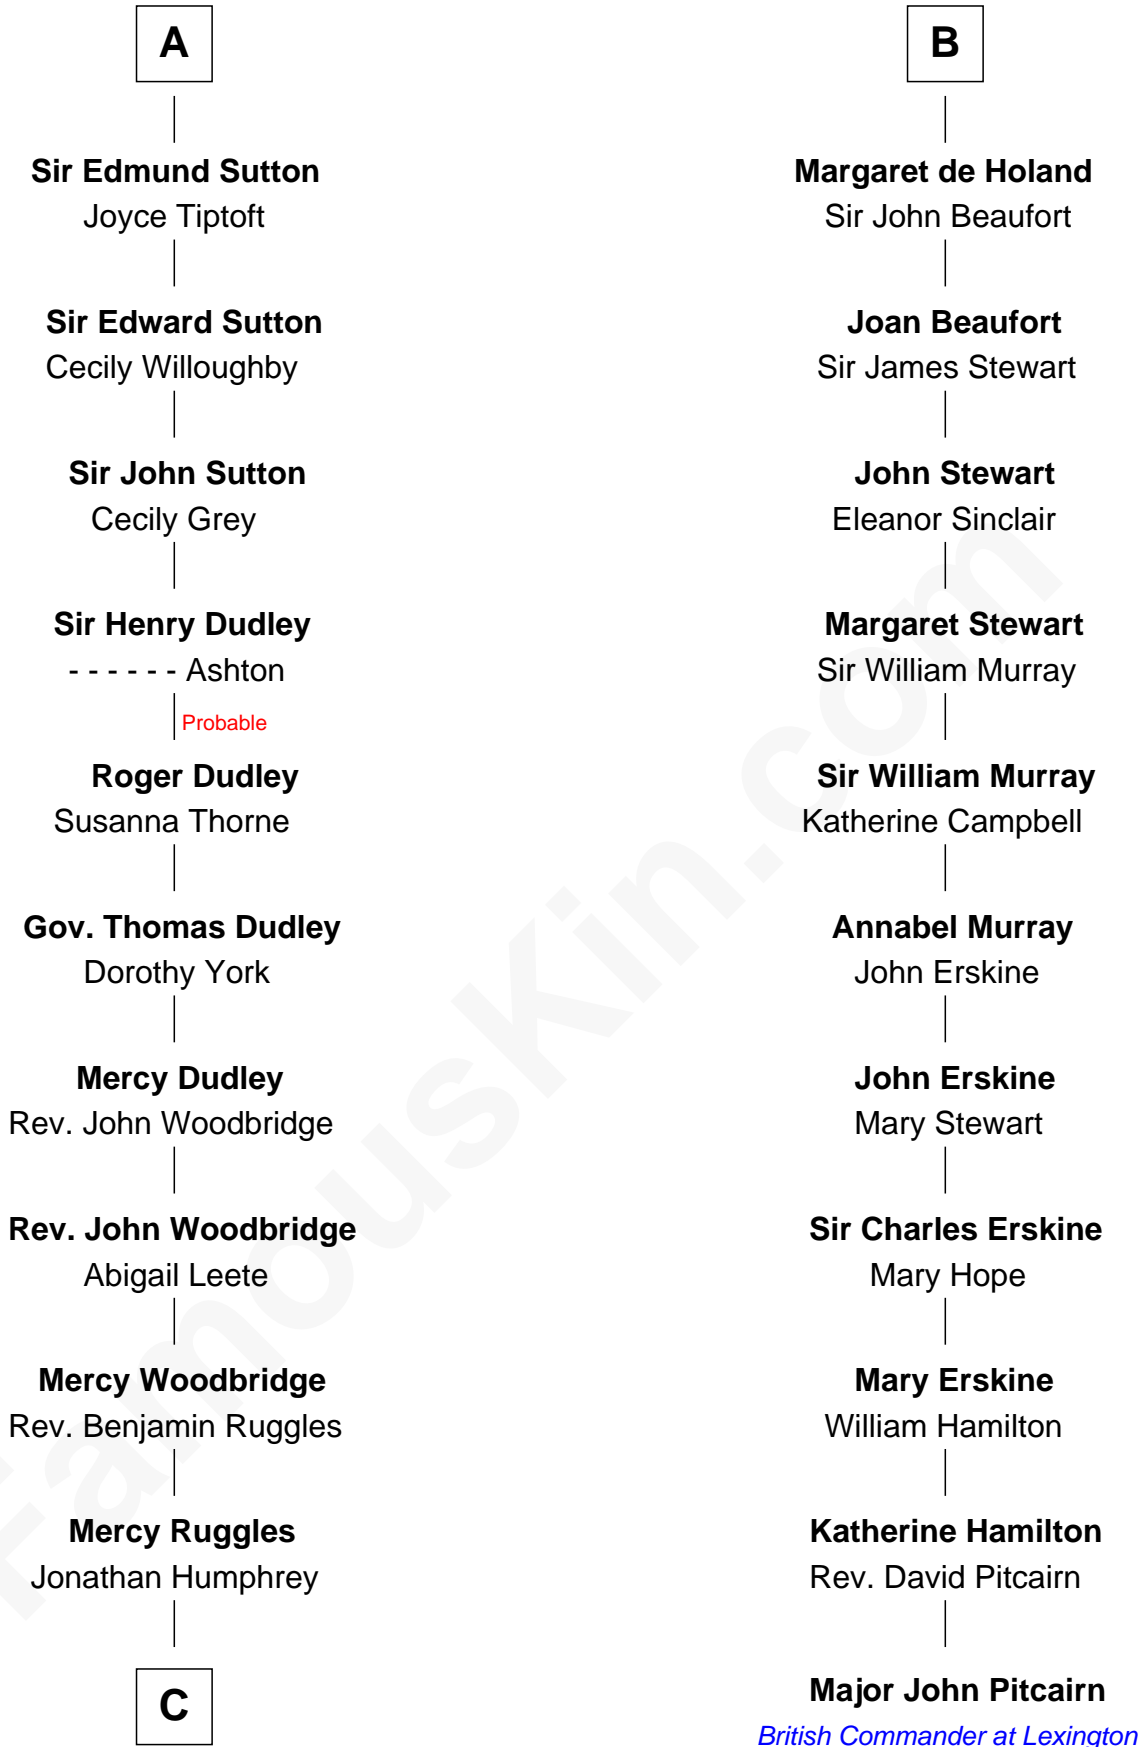 A
Sir Edmund Sutton
Joyce Tiptoft
Sir Edward Sutton
Cecily Willoughby
Sir John Sutton
Cecily Grey
Sir Henry Dudley
- - - - - - Ashton
Probable
Roger Dudley
Susanna Thorne
Gov. Thomas Dudley
Dorothy York
Mercy Dudley
Rev. John Woodbridge
Rev. John Woodbridge
Abigail Leete
Mercy Woodbridge
Rev. Benjamin Ruggles
Mercy Ruggles
Jonathan Humphrey
C
B
Margaret de Holand
Sir John Beaufort
Joan Beaufort
Sir James Stewart
John Stewart
Eleanor Sinclair
Margaret Stewart
Sir William Murray
Sir William Murray
Katherine Campbell
Annabel Murray
John Erskine
John Erskine
Mary Stewart
Sir Charles Erskine
Mary Hope
Mary Erskine
William Hamilton
Katherine Hamilton
Rev. David Pitcairn
Major John Pitcairn
British Commander at Lexington
FamousKin.com